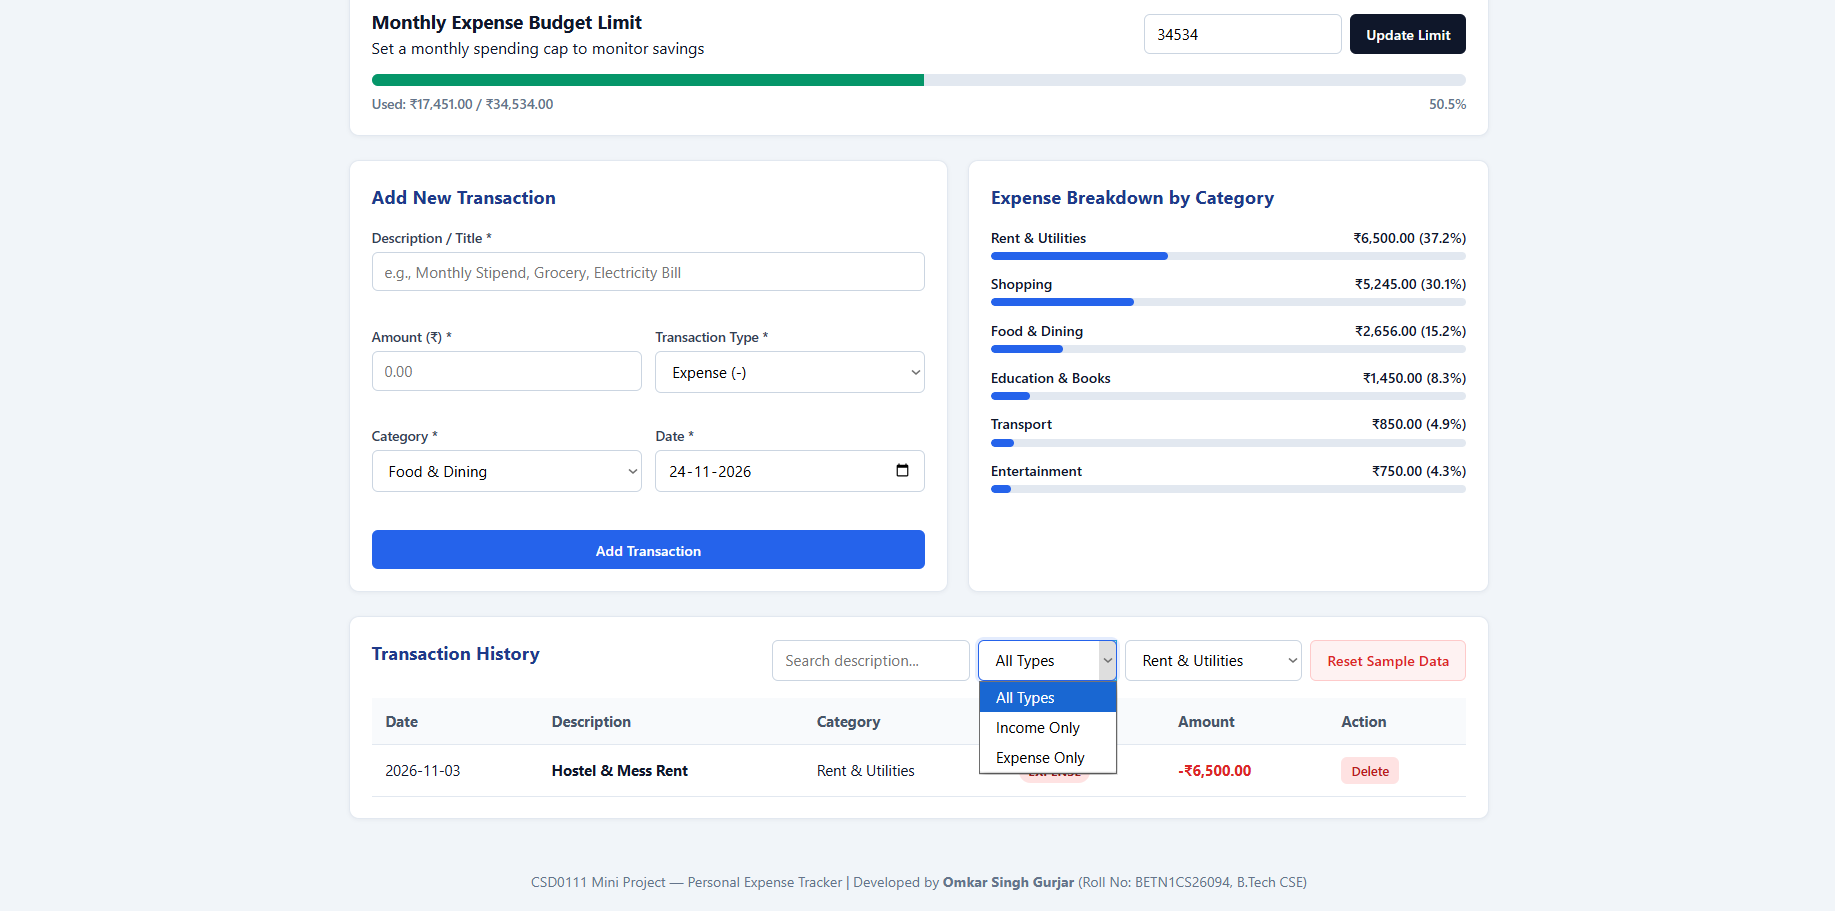 Monthly Expense Budget Limit
Set a monthly spending cap to monitor savings
34534
Update Limit
Used: ₹17,451.00 / ₹34,534.00
50.5%
Add New Transaction
Description / Title *
e.g., Monthly Stipend, Grocery, Electricity Bill
Amount (₹) *
Transaction Type *
0.00
Expense (-)
Category *
Date *
Food & Dining
24-11-2026
Add Transaction
Expense Breakdown by Category
Rent & Utilities ₹6,500.00 (37.2%)
Shopping ₹5,245.00 (30.1%)
Food & Dining ₹2,656.00 (15.2%)
Education & Books ₹1,450.00 (8.3%)
Transport ₹850.00 (4.9%)
Entertainment ₹750.00 (4.3%)
Transaction History
Search description...
All Types
Rent & Utilities
Reset Sample Data
All Types
Income Only
Expense Only
Date Description Category Amount Action
2026-11-03 Hostel & Mess Rent Rent & Utilities EXPENSE -₹6,500.00 Delete
CSD0111 Mini Project — Personal Expense Tracker | Developed by Omkar Singh Gurjar (Roll No: BETN1CS26094, B.Tech CSE)